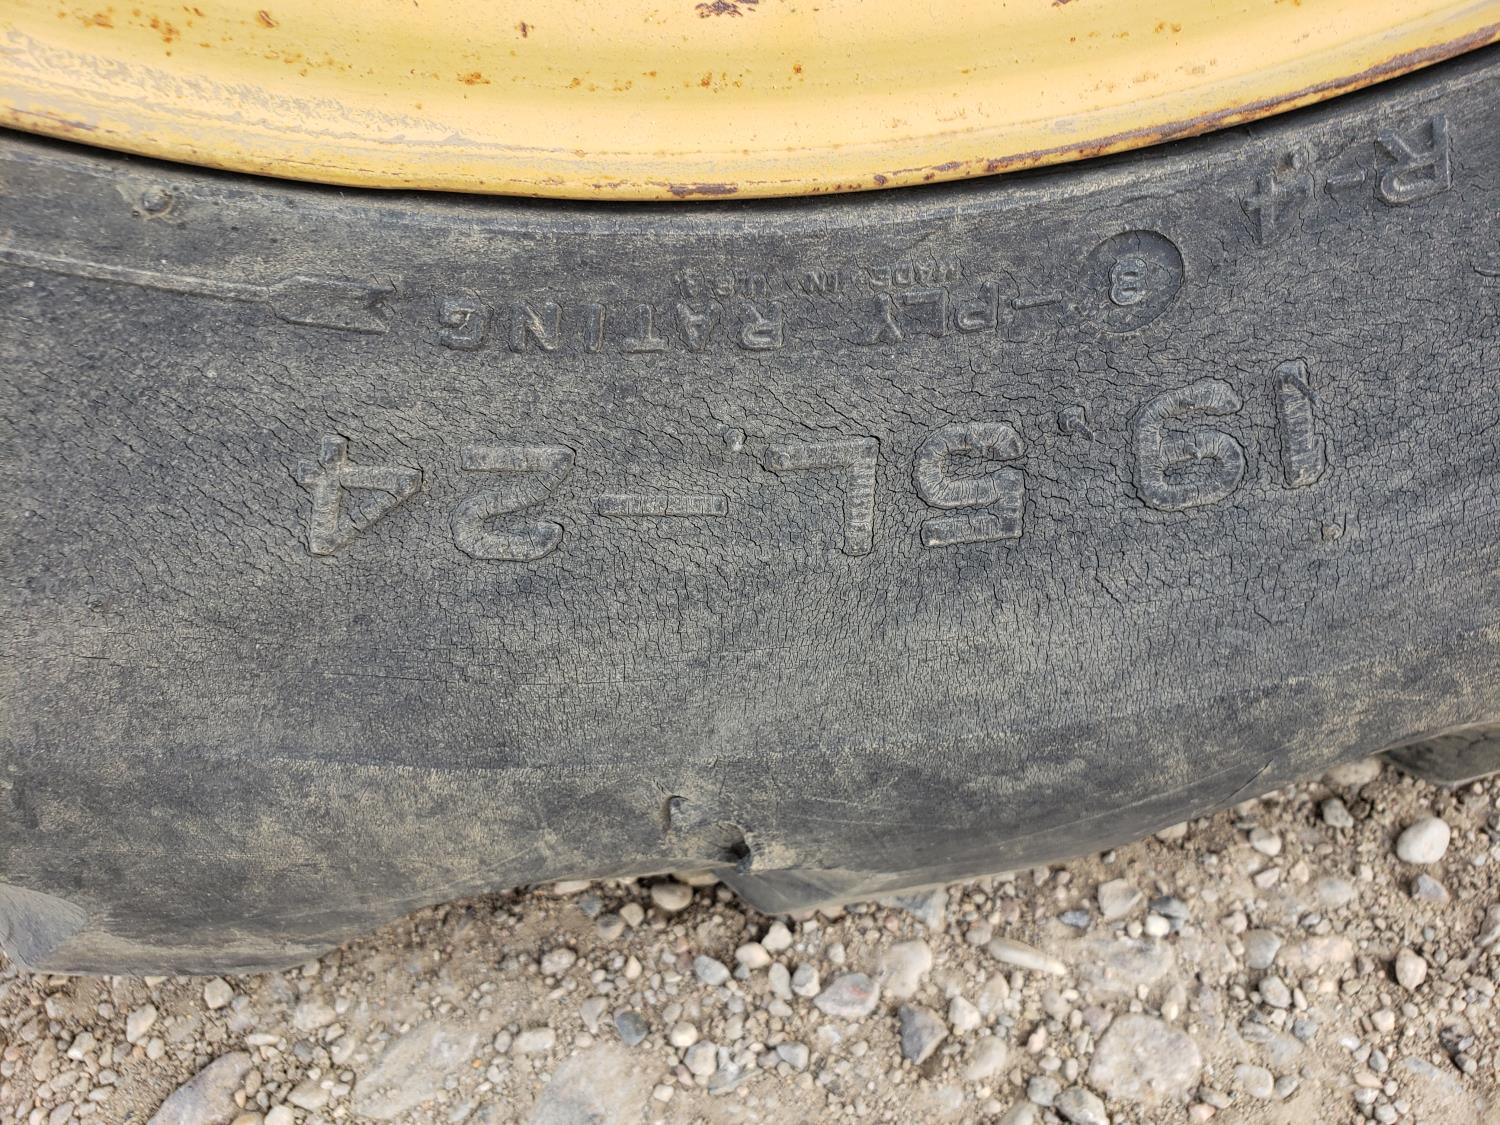 19.5L-24
8-PLY RATING
MADE IN U.S.A.
R-4